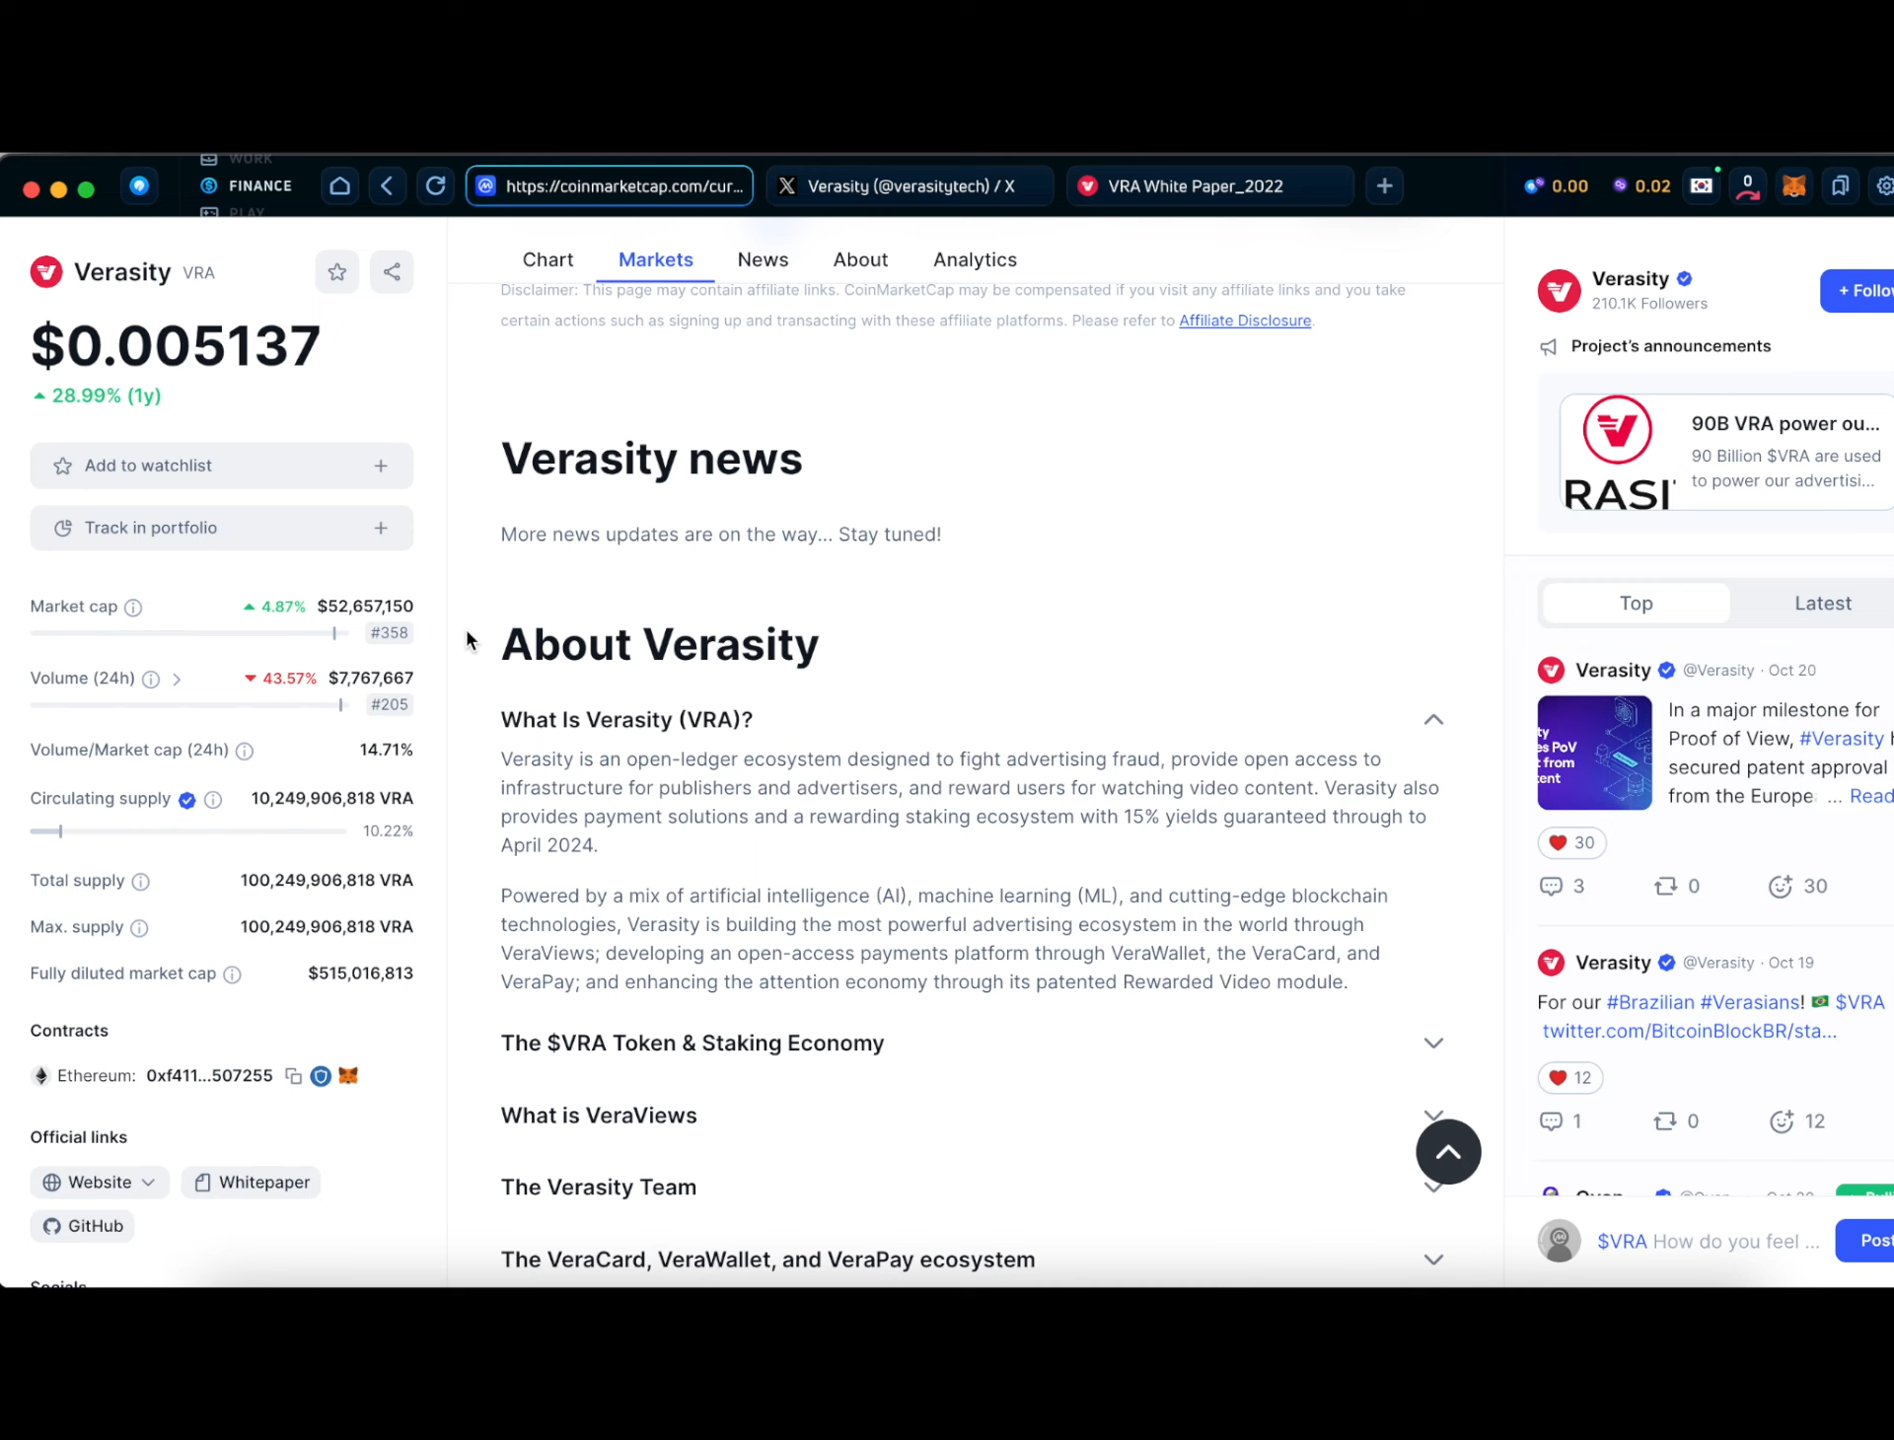 WORK
FINANCE
PLAY
https://coinmarketcap.com/cur...
Verasity (@verasitytech) / X
VRA White Paper_2022
0.00
0.02
0
Verasity VRA
$0.005137
28.99% (1y)
Add to watchlist
Track in portfolio
Market cap 4.87% $52,657,150
#358
Volume (24h) 43.57% $7,767,667
#205
Volume/Market cap (24h) 14.71%
Circulating supply 10,249,906,818 VRA
10.22%
Total supply 100,249,906,818 VRA
Max. supply 100,249,906,818 VRA
Fully diluted market cap $515,016,813
Contracts
Ethereum: 0xf411...507255
Official links
Website
Whitepaper
GitHub
Socials
Chart Markets News About Analytics
Disclaimer: This page may contain affiliate links. CoinMarketCap may be compensated if you visit any affiliate links and you take
certain actions such as signing up and transacting with these affiliate platforms. Please refer to Affiliate Disclosure.
Verasity news
More news updates are on the way... Stay tuned!
About Verasity
What Is Verasity (VRA)?
Verasity is an open-ledger ecosystem designed to fight advertising fraud, provide open access to
infrastructure for publishers and advertisers, and reward users for watching video content. Verasity also
provides payment solutions and a rewarding staking ecosystem with 15% yields guaranteed through to
April 2024.
Powered by a mix of artificial intelligence (AI), machine learning (ML), and cutting-edge blockchain
technologies, Verasity is building the most powerful advertising ecosystem in the world through
VeraViews; developing an open-access payments platform through VeraWallet, the VeraCard, and
VeraPay; and enhancing the attention economy through its patented Rewarded Video module.
The $VRA Token & Staking Economy
What is VeraViews
The Verasity Team
The VeraCard, VeraWallet, and VeraPay ecosystem
Verasity
210.1K Followers
+ Follo
Project's announcements
RASI
90B VRA power ou...
90 Billion $VRA are used
to power our advertisi...
Top Latest
Verasity @Verasity · Oct 20
ty
es PoV
t from
ent
In a major milestone for
Proof of View, #Verasity h
secured patent approval
from the Europe ... Read
30
3 0 30
Verasity @Verasity · Oct 19
For our #Brazilian #Verasians! $VRA
twitter.com/BitcoinBlockBR/sta...
12
1 0 12
$VRA How do you feel ...
Post